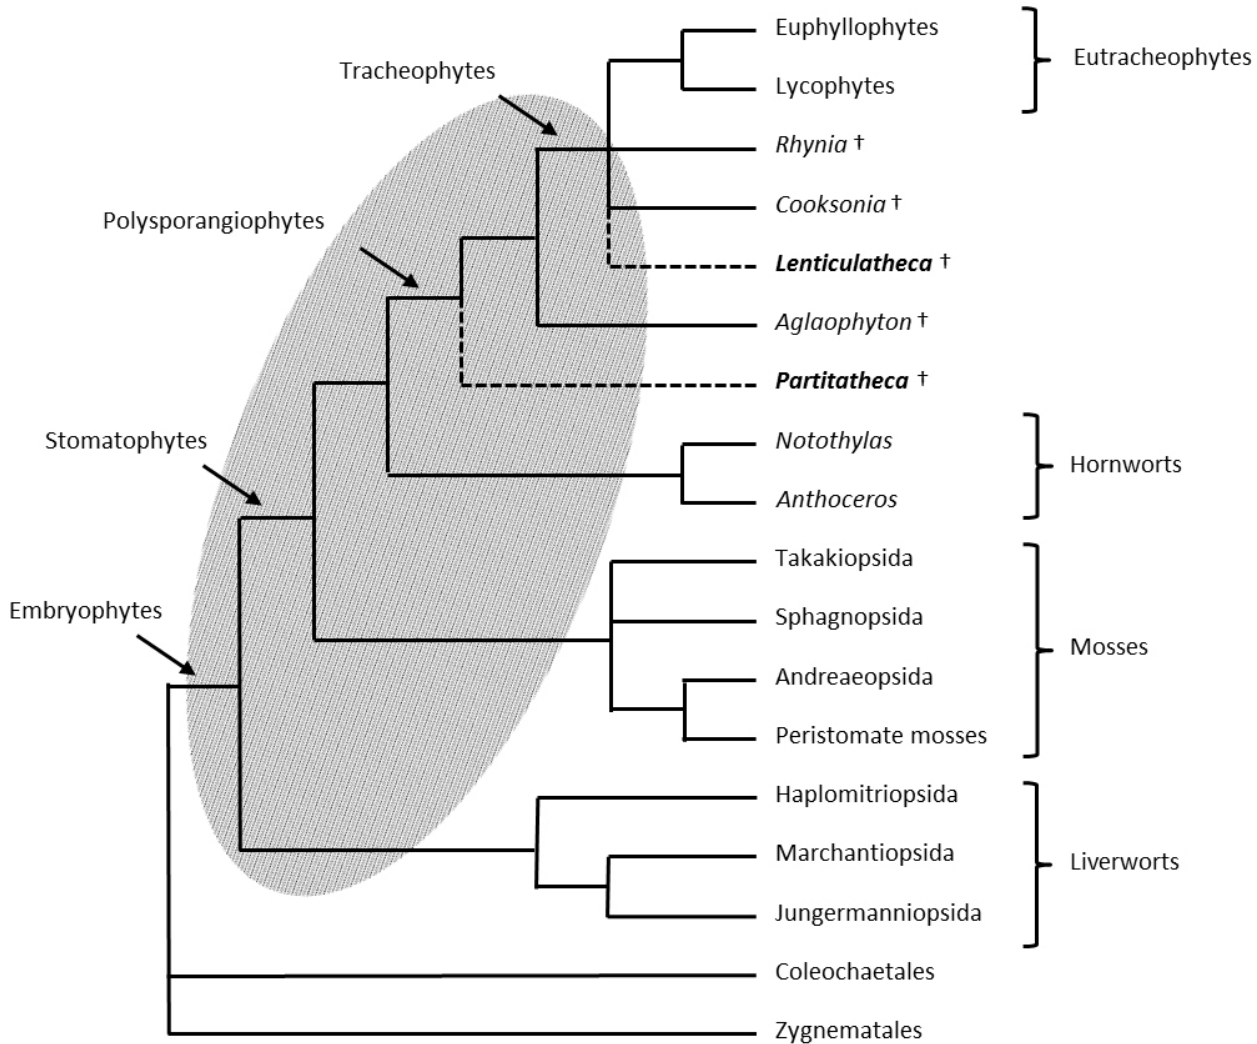 Euphyllophytes
Eutracheophytes
Tracheophytes
Lycophytes
Rhynia †
Polysporangiophytes
Cooksonia †
Lenticulatheca †
Aglaophyton †
Partitatheca †
Stomatophytes
Notothylas
Hornworts
Anthoceros
Takakiopsida
Embryophytes
Sphagnopsida
Mosses
Andreaeopsida
Peristomate mosses
Haplomitriopsida
Marchantiopsida
Liverworts
Jungermanniopsida
Coleochaetales
Zygnematales